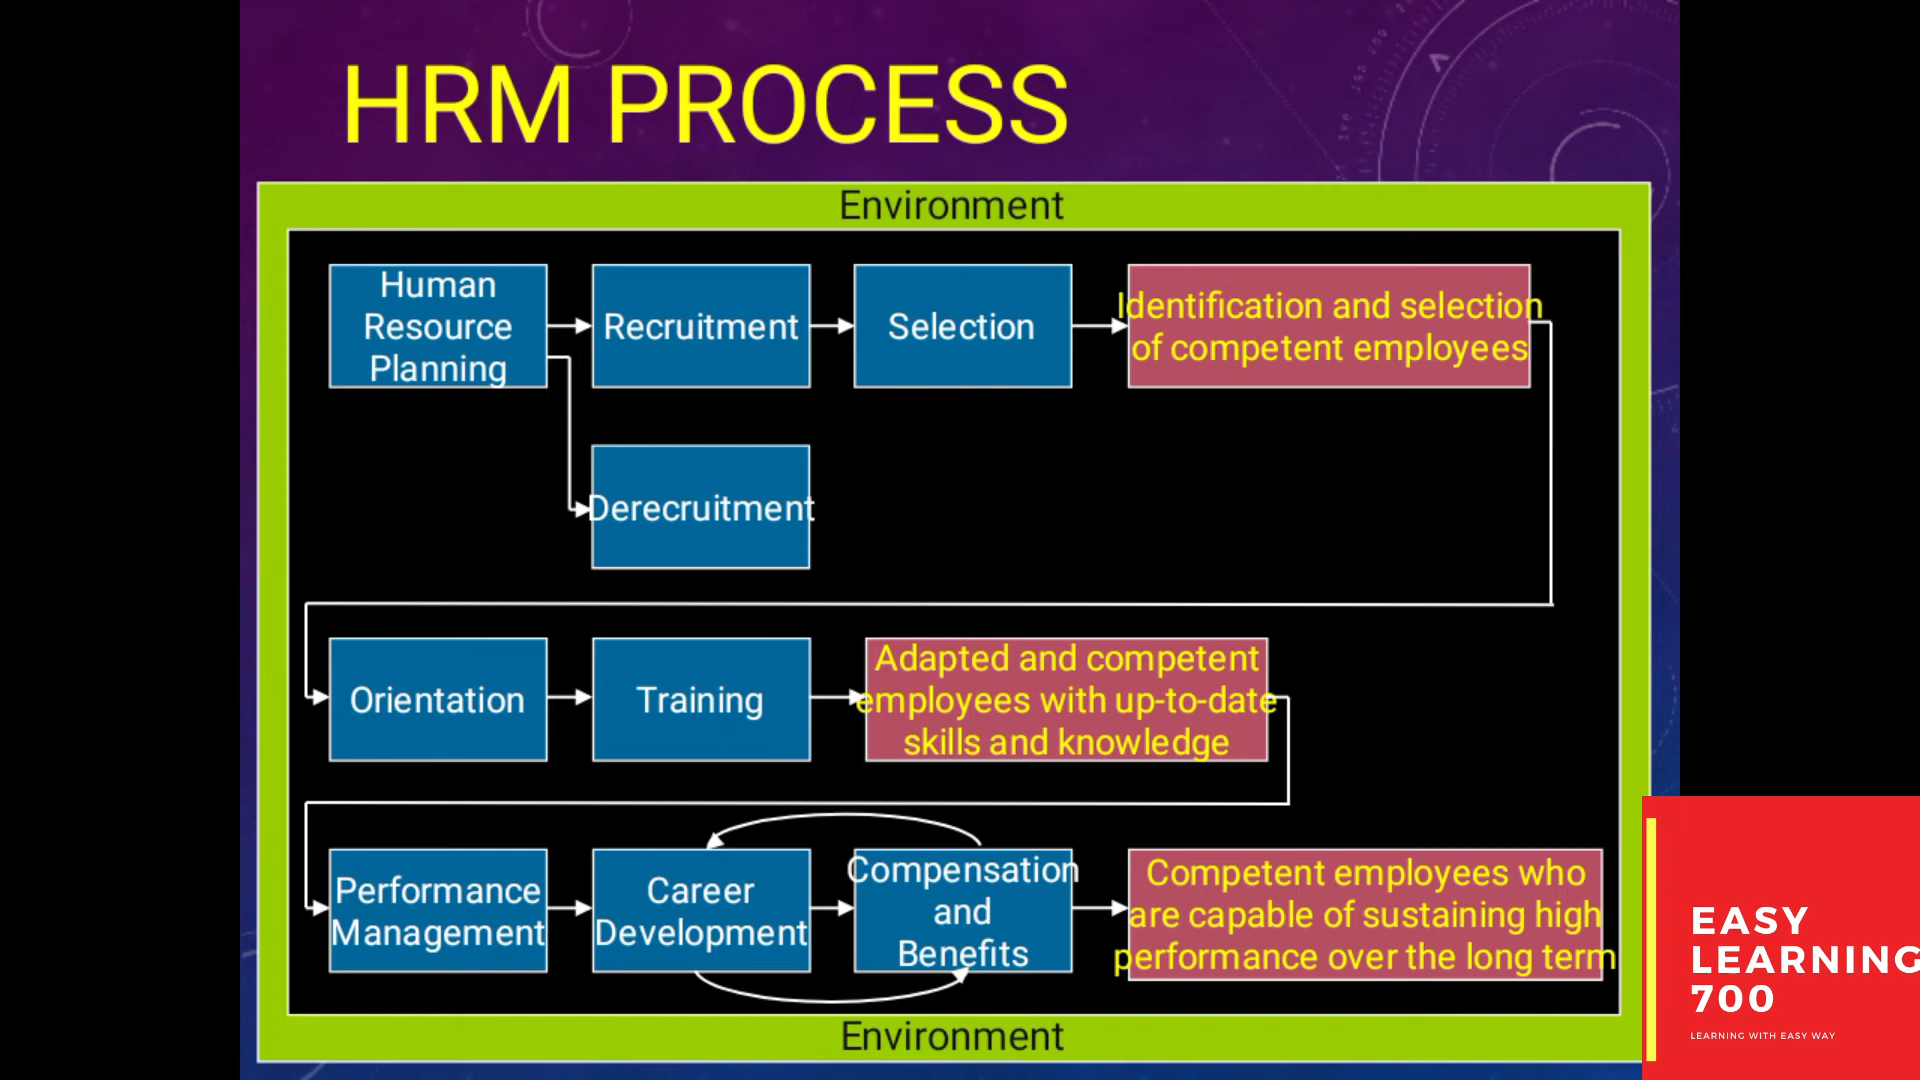 HRM PROCESS
Environment
Human
Resource
Planning
Recruitment
Selection
Identification and selection
of competent employees
Derecruitment
Orientation
Training
Adapted and competent
employees with up-to-date
skills and knowledge
Performance
Management
Career
Development
Compensation
and
Benefits
Competent employees who
are capable of sustaining high
performance over the long term
Environment
EASY
LEARNING
700
LEARNING WITH EASY WAY